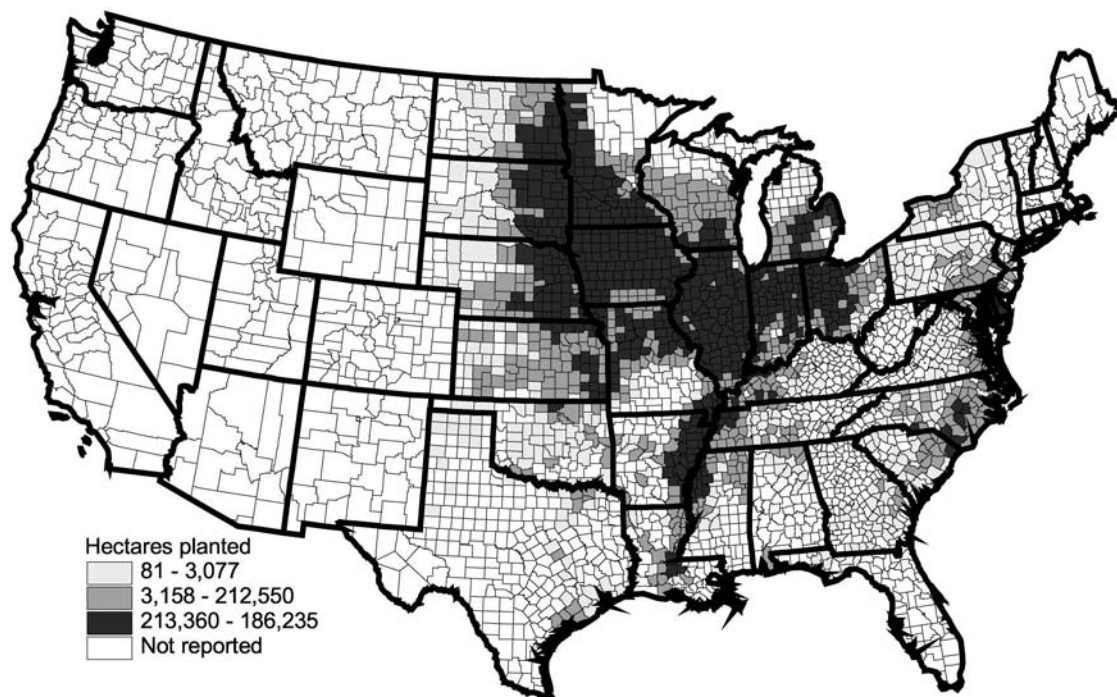 Hectares planted
81 - 3,077
3,158 - 212,550
213,360 - 186,235
Not reported